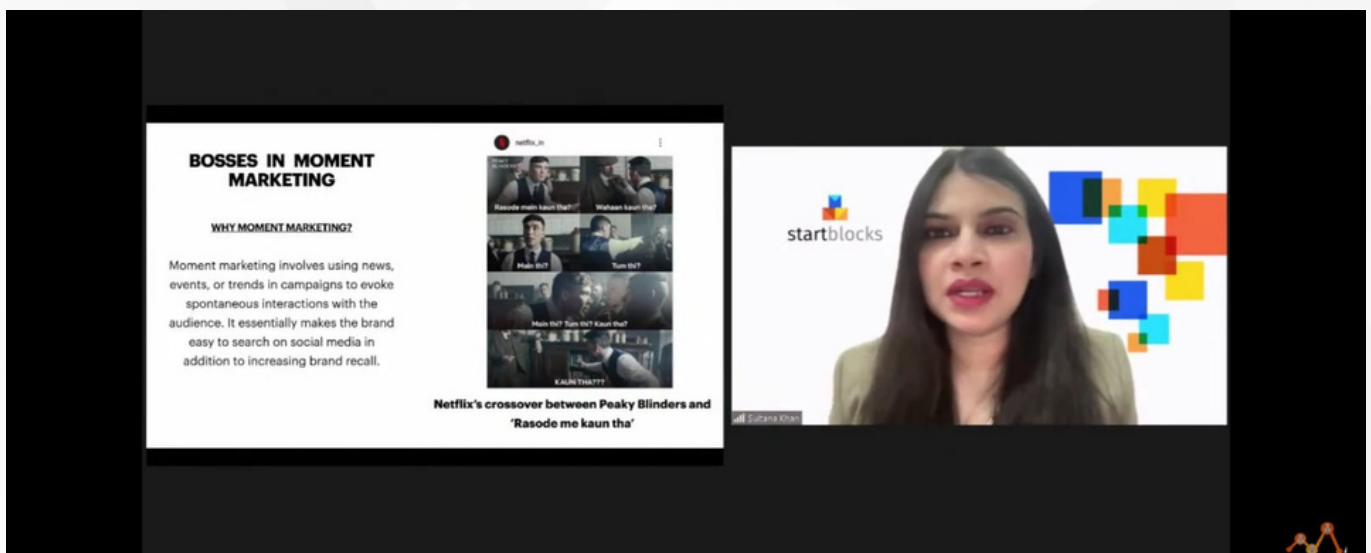 BOSSES IN MOMENT
MARKETING
WHY MOMENT MARKETING?
Moment marketing involves using news,
events, or trends in campaigns to evoke
spontaneous interactions with the
audience. It essentially makes the brand
easy to search on social media in
addition to increasing brand recall.
netflix_in
PEAKY
BLINDERS
Rasode mein kaun tha?
Wahaan kaun tha?
Main thi?
Tum thi?
Main thi? Tum thi? Kaun tha?
KAUN THA???
Netflix's crossover between Peaky Blinders and
'Rasode me kaun tha'
startblocks
Sultana Khan